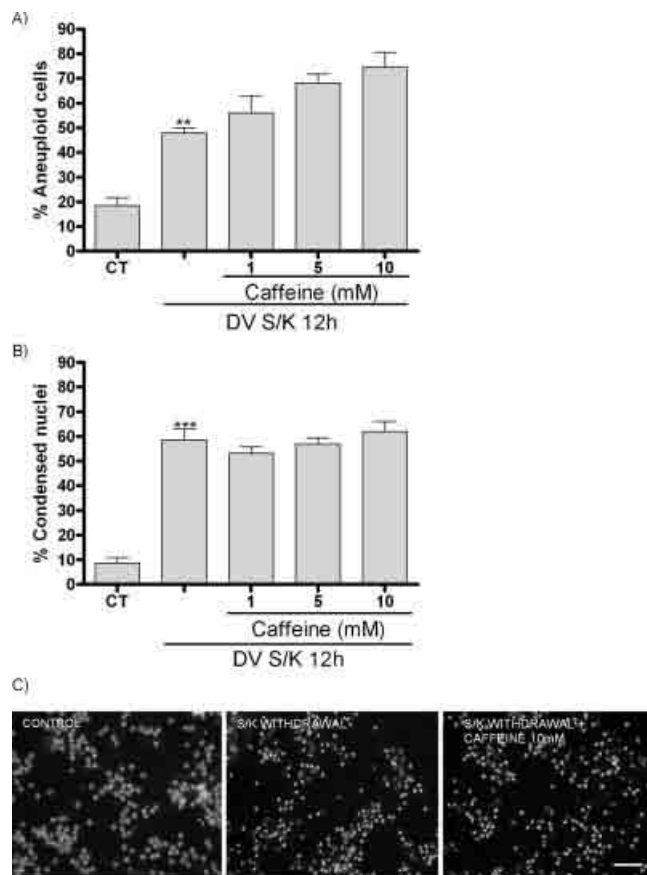 A)
% Aneuploid cells
90
80
70
60
50
40
30
20
10
0
**
CT
1
5
10
Caffeine (mM)
DV S/K 12h
B)
% Condensed nuclei
90
80
70
60
50
40
30
20
10
0
***
CT
1
5
10
Caffeine (mM)
DV S/K 12h
C)
CONTROL
S/K WITHDRAWAL
S/K WITHDRAWAL +
CAFFEINE 10mM